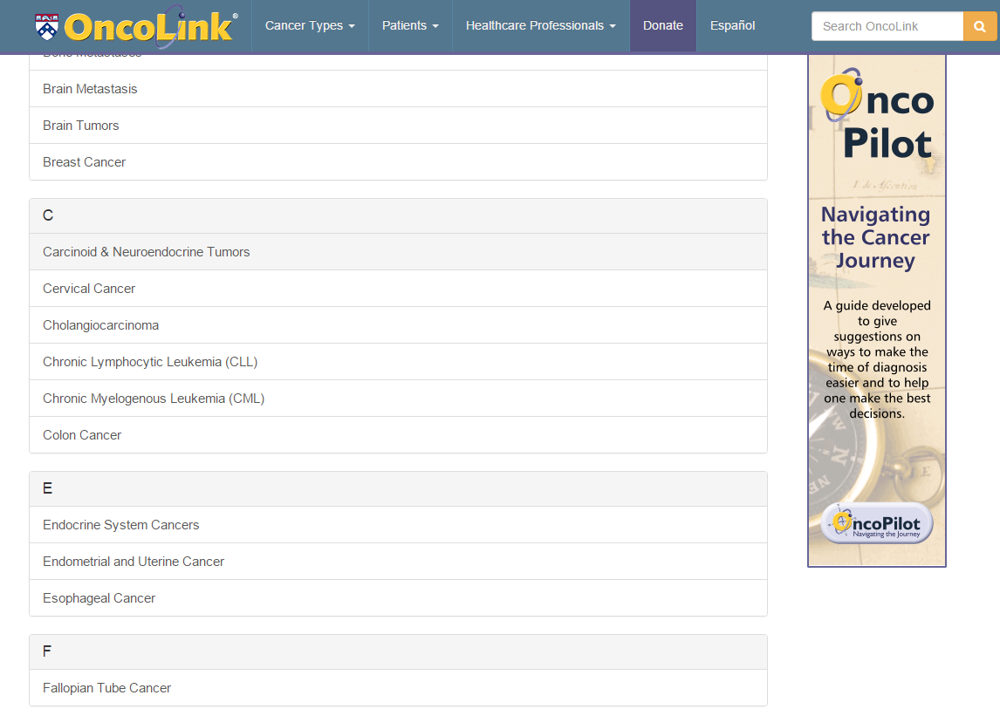 OncoLink®
Cancer Types
Patients
Healthcare Professionals
Donate
Español
Search OncoLink
Bone Metastases
Brain Metastasis
Brain Tumors
Breast Cancer
C
Carcinoid & Neuroendocrine Tumors
Cervical Cancer
Cholangiocarcinoma
Chronic Lymphocytic Leukemia (CLL)
Chronic Myelogenous Leukemia (CML)
Colon Cancer
E
Endocrine System Cancers
Endometrial and Uterine Cancer
Esophageal Cancer
F
Fallopian Tube Cancer
Onco
Pilot
Navigating
the Cancer
Journey
A guide developed
to give
suggestions on
ways to make the
time of diagnosis
easier and to help
one make the best
decisions.
OncoPilot
Navigating the Journey